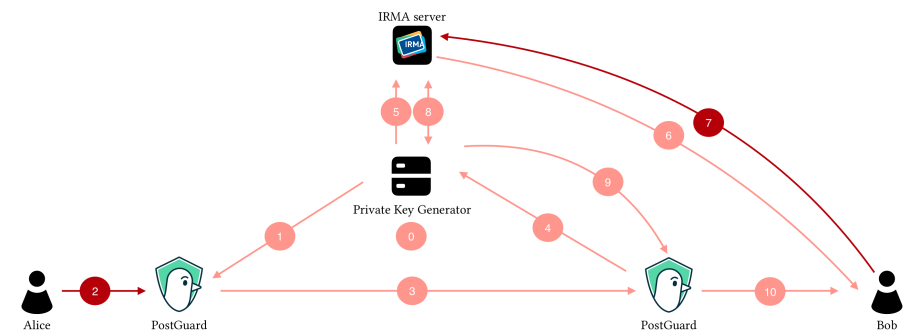 IRMA server
IRMA
5
8
7
6
9
Private Key Generator
4
1
0
2
3
10
Alice
PostGuard
PostGuard
Bob